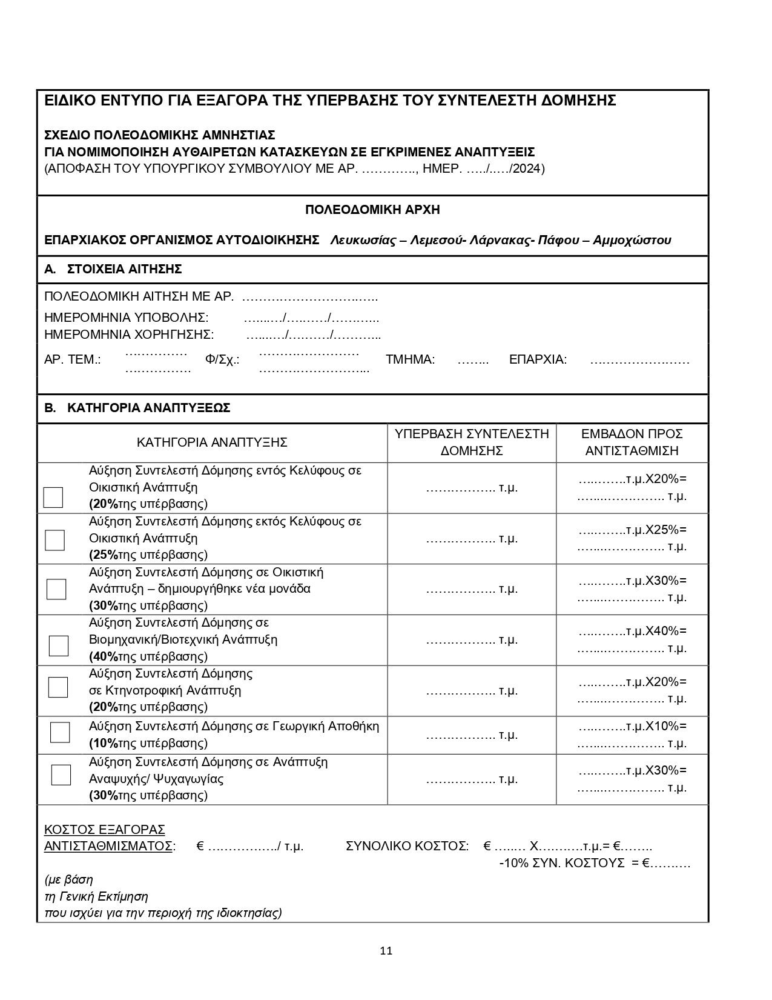 ΕΙΔΙΚΟ ΕΝΤΥΠΟ ΓΙΑ ΕΞΑΓΟΡΑ ΤΗΣ ΥΠΕΡΒΑΣΗΣ ΤΟΥ ΣΥΝΤΕΛΕΣΤΗ ΔΟΜΗΣΗΣ
ΣΧΕΔΙΟ ΠΟΛΕΟΔΟΜΙΚΗΣ ΑΜΝΗΣΤΙΑΣ
ΓΙΑ ΝΟΜΙΜΟΠΟΙΗΣΗ ΑΥΘΑΙΡΕΤΩΝ ΚΑΤΑΣΚΕΥΩΝ ΣΕ ΕΓΚΡΙΜΕΝΕΣ ΑΝΑΠΤΥΞΕΙΣ
(ΑΠΟΦΑΣΗ ΤΟΥ ΥΠΟΥΡΓΙΚΟΥ ΣΥΜΒΟΥΛΙΟΥ ΜΕ ΑΡ. …………., ΗΜΕΡ. …../..…/2024)
ΠΟΛΕΟΔΟΜΙΚΗ ΑΡΧΗ
ΕΠΑΡΧΙΑΚΟΣ ΟΡΓΑΝΙΣΜΟΣ ΑΥΤΟΔΙΟΙΚΗΣΗΣ Λευκωσίας – Λεμεσού- Λάρνακας- Πάφου – Αμμοχώστου
Α. ΣΤΟΙΧΕΙΑ ΑΙΤΗΣΗΣ
ΠΟΛΕΟΔΟΜΙΚΗ ΑΙΤΗΣΗ ΜΕ ΑΡ. …………………….…..
ΗΜΕΡΟΜΗΝΙΑ ΥΠΟΒΟΛΗΣ: …...…/….……/………...
ΗΜΕΡΟΜΗΝΙΑ ΧΟΡΗΓΗΣΗΣ: …...…/….……/………...
ΑΡ. ΤΕΜ.: ….……… ….………. Φ/Σχ.: ………………… …………………... ΤΜΗΜΑ: …….. ΕΠΑΡΧΙΑ: …………………
Β. ΚΑΤΗΓΟΡΙΑ ΑΝΑΠΤΥΞΕΩΣ
ΚΑΤΗΓΟΡΙΑ ΑΝΑΠΤΥΞΗΣ
ΥΠΕΡΒΑΣΗ ΣΥΝΤΕΛΕΣΤΗ
ΔΟΜΗΣΗΣ
ΕΜΒΑΔΟΝ ΠΡΟΣ
ΑΝΤΙΣΤΑΘΜΙΣΗ
Αύξηση Συντελεστή Δόμησης εντός Κελύφους σε
Οικιστική Ανάπτυξη
(20%της υπέρβασης)
…………….. τ.μ.
….…….τ.μ.Χ20%=
…...………….. τ.μ.
Αύξηση Συντελεστή Δόμησης εκτός Κελύφους σε
Οικιστική Ανάπτυξη
(25%της υπέρβασης)
…………….. τ.μ.
….…….τ.μ.Χ25%=
…...………….. τ.μ.
Αύξηση Συντελεστή Δόμησης σε Οικιστική
Ανάπτυξη – δημιουργήθηκε νέα μονάδα
(30%της υπέρβασης)
…………….. τ.μ.
….…….τ.μ.Χ30%=
…...………….. τ.μ.
Αύξηση Συντελεστή Δόμησης σε
Βιομηχανική/Βιοτεχνική Ανάπτυξη
(40%της υπέρβασης)
…………….. τ.μ.
….…….τ.μ.Χ40%=
…...………….. τ.μ.
Αύξηση Συντελεστή Δόμησης
σε Κτηνοτροφική Ανάπτυξη
(20%της υπέρβασης)
…………….. τ.μ.
….…….τ.μ.Χ20%=
…...………….. τ.μ.
Αύξηση Συντελεστή Δόμησης σε Γεωργική Αποθήκη
(10%της υπέρβασης)
…………….. τ.μ.
….…….τ.μ.Χ10%=
…...………….. τ.μ.
Αύξηση Συντελεστή Δόμησης σε Ανάπτυξη
Αναψυχής/ Ψυχαγωγίας
(30%της υπέρβασης)
…………….. τ.μ.
….…….τ.μ.Χ30%=
…...………….. τ.μ.
ΚΟΣΤΟΣ ΕΞΑΓΟΡΑΣ
ΑΝΤΙΣΤΑΘΜΙΣΜΑΤΟΣ: € …………….../ τ.μ. ΣΥΝΟΛΙΚΟ ΚΟΣΤΟΣ: € …..… Χ……….τ.μ.= €……..
-10% ΣΥΝ. ΚΟΣΤΟΥΣ = €………
(με βάση
τη Γενική Εκτίμηση
που ισχύει για την περιοχή της ιδιοκτησίας)
11